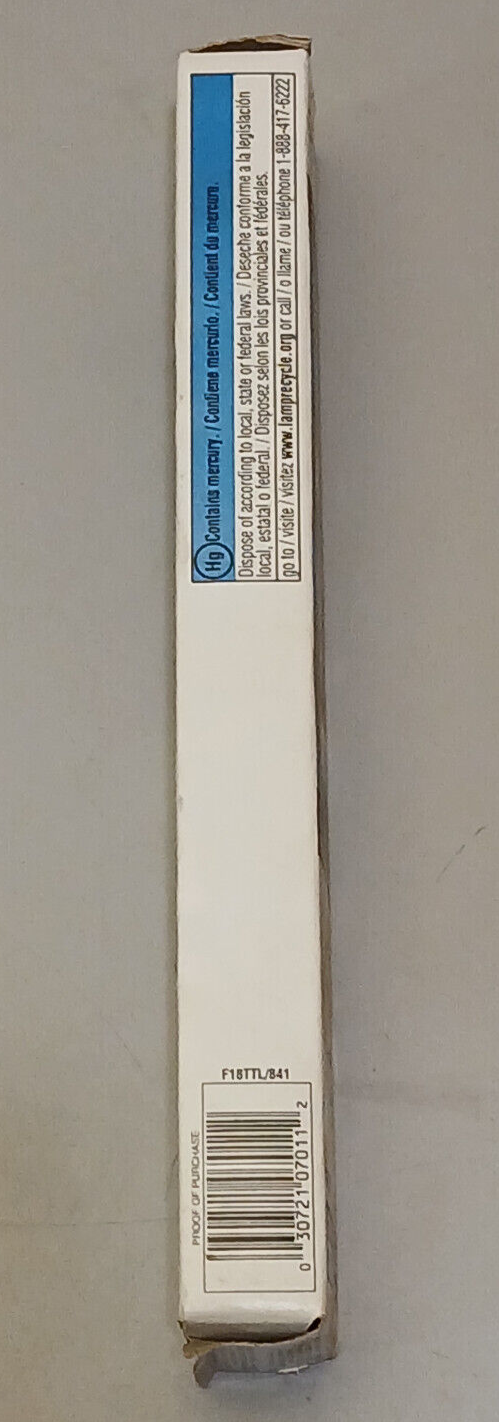 Hg Contains mercury. / Contiene mercurio. / Contient du mercure.
Dispose of according to local, state or federal laws. / Deseche conforme a la legislación
local, estatal o federal. / Disposez selon les lois provinciales et fédérales.
go to / visite / visitez www.lamprecycle.org or call / o llame / ou téléphone 1-888-417-6222
PROOF OF PURCHASE
F18TTL/841
0 30721 07011 2